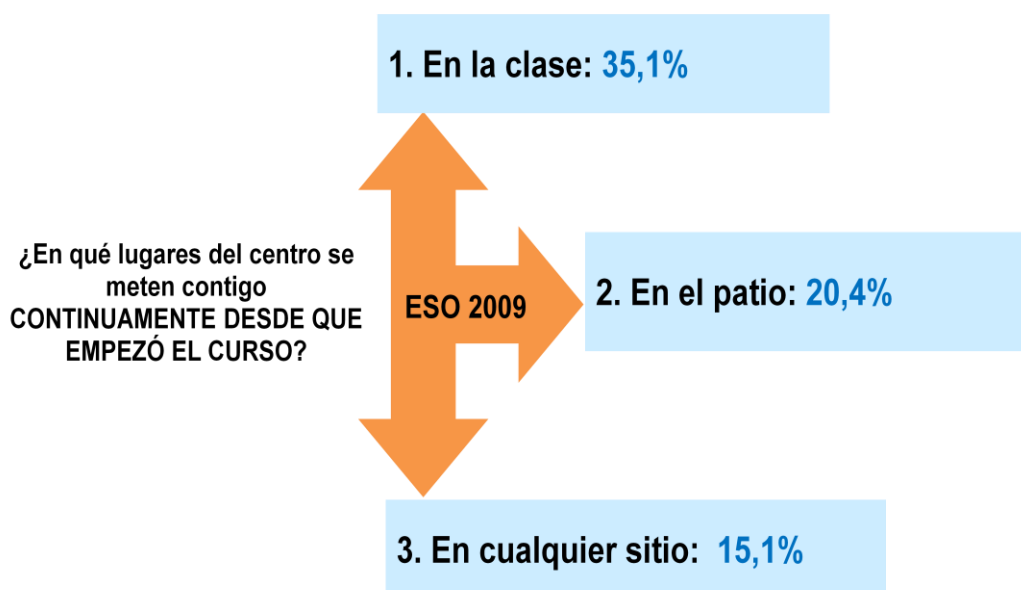 1. En la clase: 35,1%
¿En qué lugares del centro se
meten contigo
CONTINUAMENTE DESDE QUE
EMPEZÓ EL CURSO?
ESO 2009
2. En el patio: 20,4%
3. En cualquier sitio: 15,1%